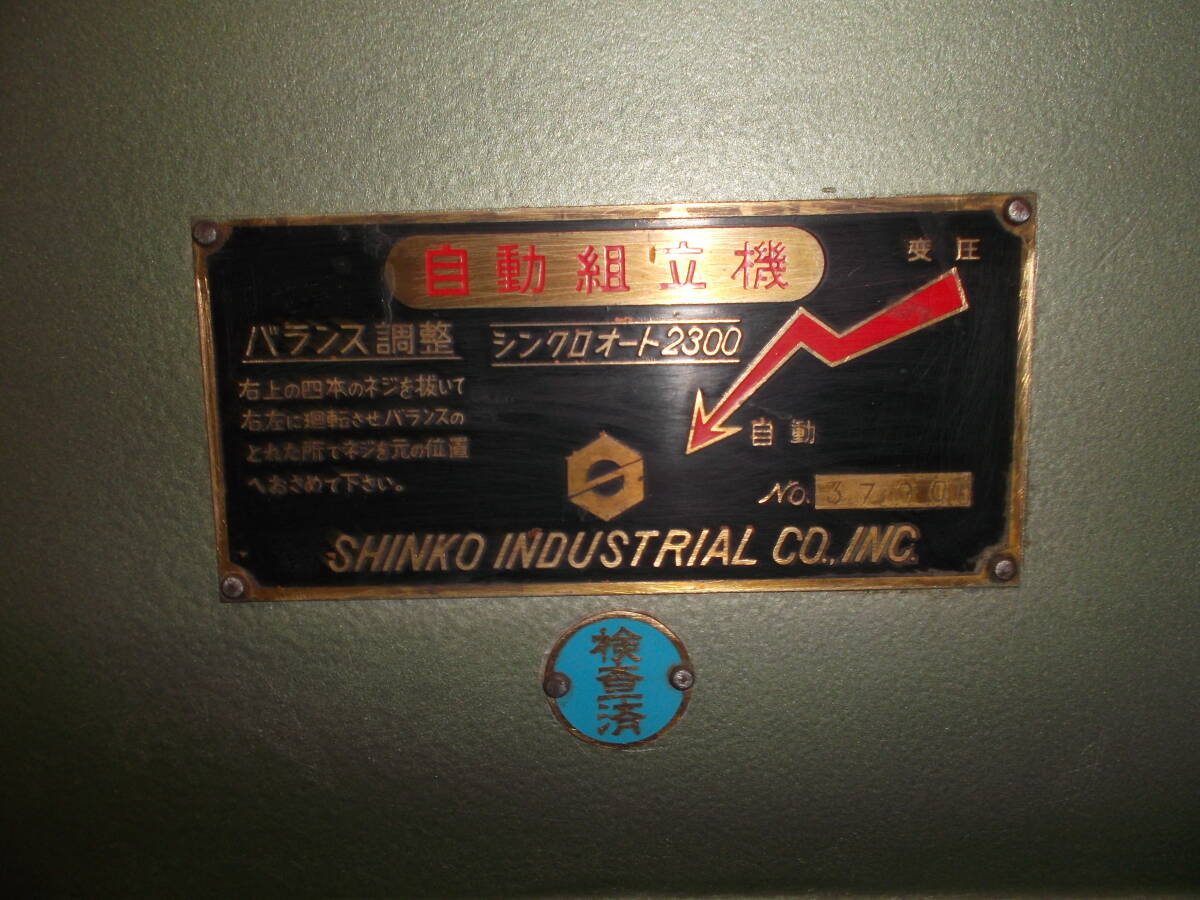 自動組立機
変圧
バランス調整
シンクロオート2300
右上の四本のネジを抜いて
右左に廻転させバランスの
とれた所でネジを元の位置
へおさめて下さい。
自動
No.
SHINKO INDUSTRIAL CO., INC.
検査済